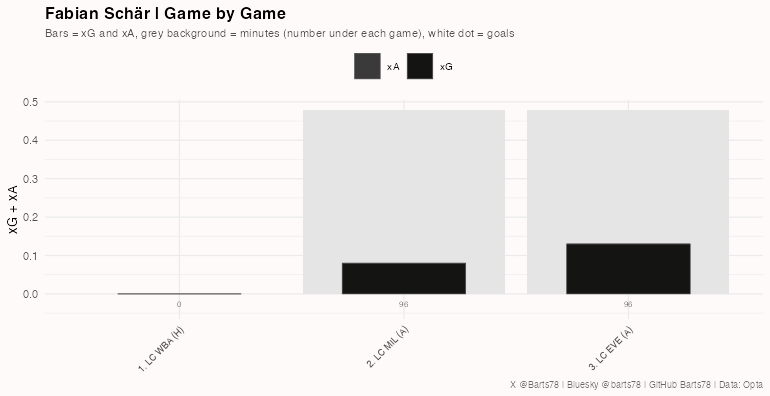 Fabian Schär | Game by Game
Bars = xG and xA, grey background = minutes (number under each game), white dot = goals
xA xG
xG + xA
0.5
0.4
0.3
0.2
0.1
0.0
0 96 96
1. LC WBA (H) 2. LC MIL (A) 3. LC EVE (A)
X @Barts78 | Bluesky @barts78 | GitHub Barts78 | Data: Opta